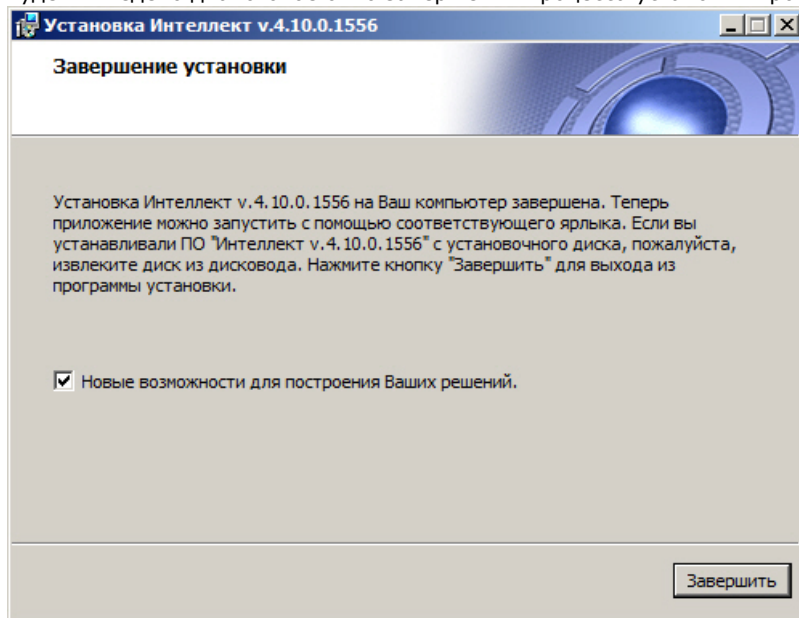 Установка Интеллект v.4.10.0.1556
Завершение установки
Установка Интеллект v.4.10.0.1556 на Ваш компьютер завершена. Теперь
приложение можно запустить с помощью соответствующего ярлыка. Если вы
устанавливали ПО "Интеллект v.4.10.0.1556" с установочного диска, пожалуйста,
извлеките диск из дисковода. Нажмите кнопку "Завершить" для выхода из
программы установки.
Новые возможности для построения Ваших решений.
Завершить